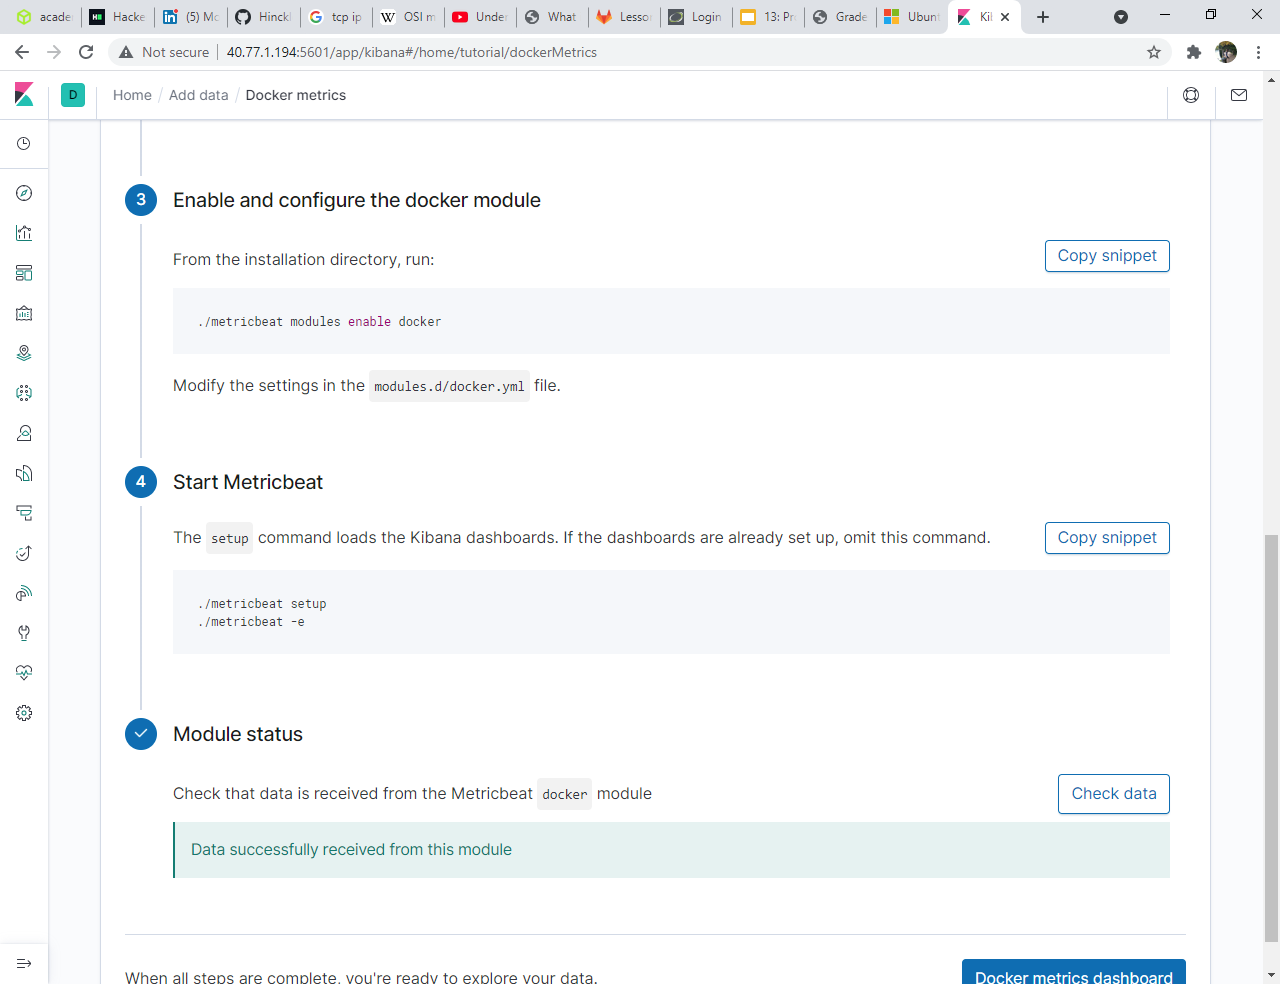 acade
Hacke
(5) Mc
Hinckl
tcp ip
OSI m
Under
What
Lesso
Login
13: Pr
Grade
Ubunt
Kil
Not secure
40.77.1.194:5601/app/kibana#/home/tutorial/dockerMetrics
D
Home / Add data / Docker metrics
3
Enable and configure the docker module
From the installation directory, run:
Copy snippet
./metricbeat modules enable docker
Modify the settings in the modules.d/docker.yml file.
4
Start Metricbeat
The setup command loads the Kibana dashboards. If the dashboards are already set up, omit this command.
Copy snippet
./metricbeat setup
./metricbeat -e
Module status
Check that data is received from the Metricbeat docker module
Check data
Data successfully received from this module
When all steps are complete, you're ready to explore your data.
Docker metrics dashboard